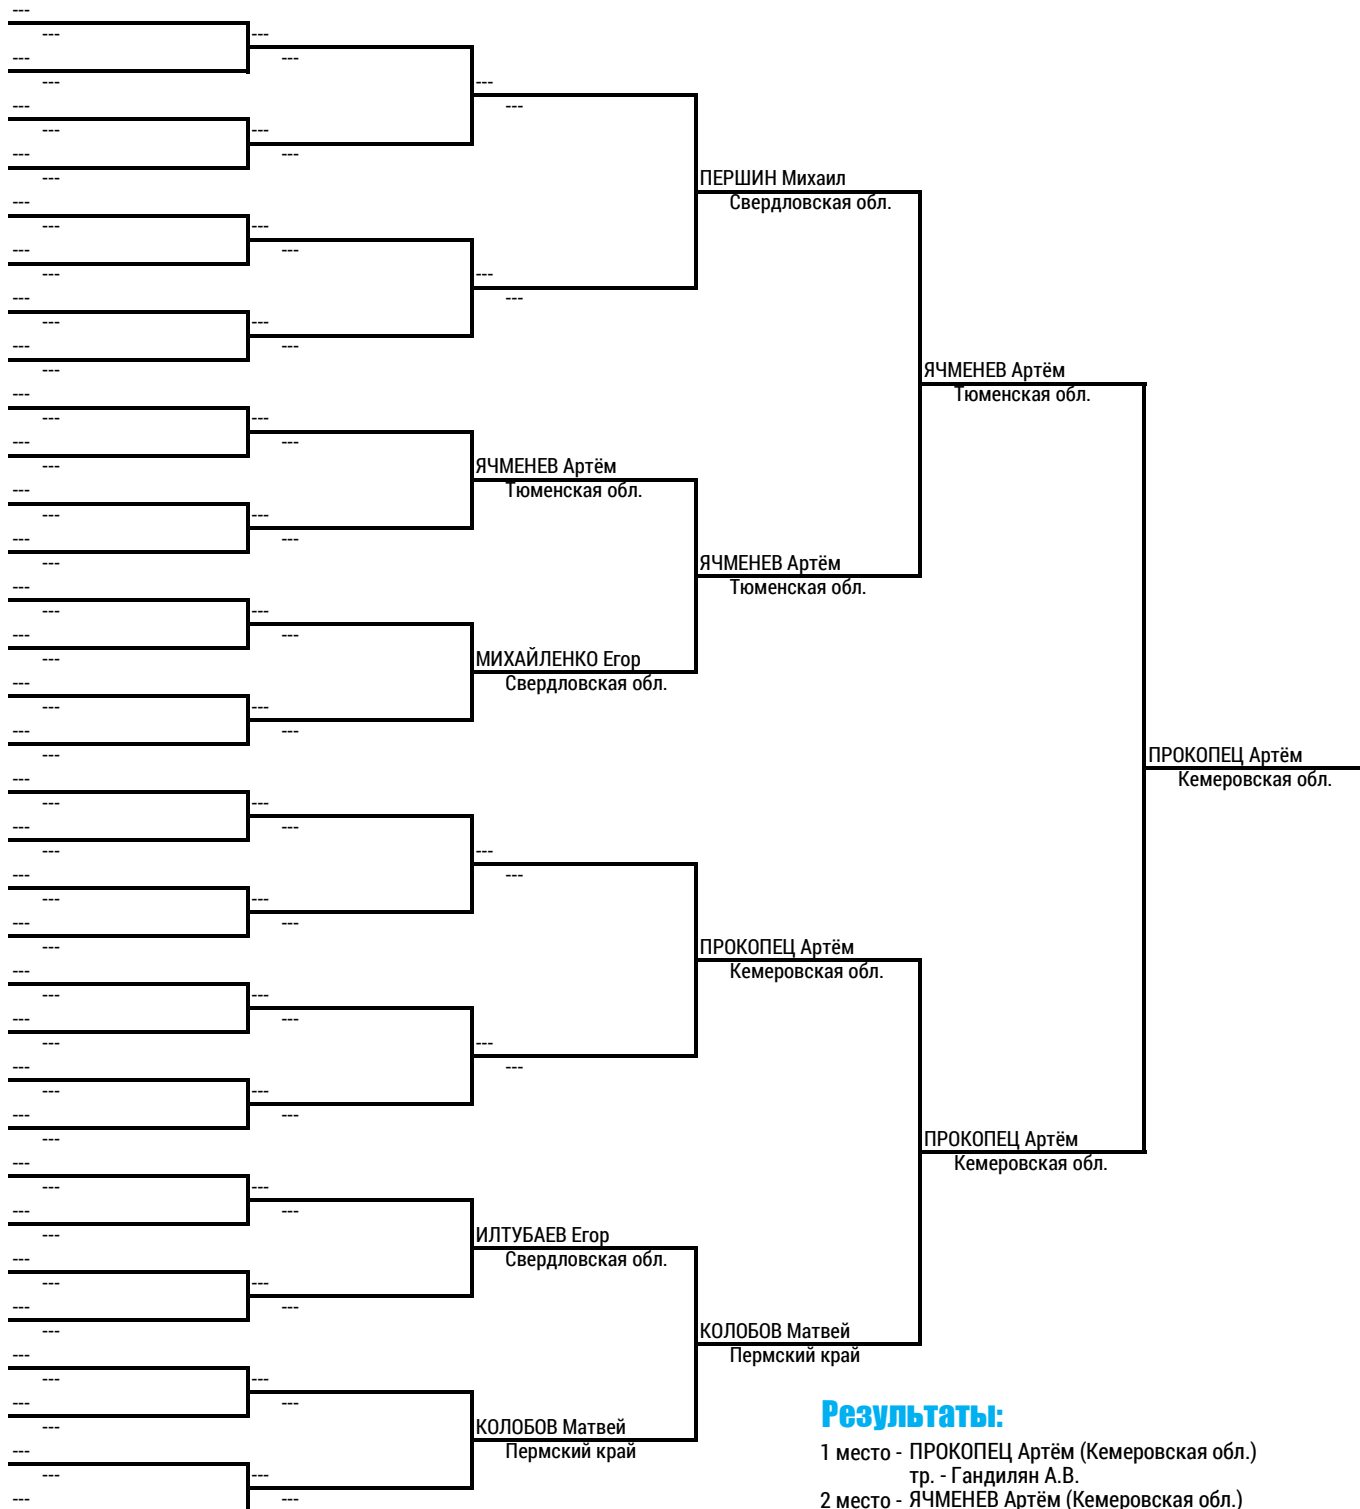 ПЕРШИН Михаил
Свердловская обл.
ЯЧМЕНЕВ Артём
Тюменская обл.
ЯЧМЕНЕВ Артём
Тюменская обл.
ЯЧМЕНЕВ Артём
Тюменская обл.
МИХАЙЛЕНКО Егор
Свердловская обл.
ПРОКОПЕЦ Артём
Кемеровская обл.
ПРОКОПЕЦ Артём
Кемеровская обл.
ПРОКОПЕЦ Артём
Кемеровская обл.
ИЛТУБАЕВ Егор
Свердловская обл.
КОЛОБОВ Матвей
Пермский край
КОЛОБОВ Матвей
Пермский край
Результаты:
1 место - ПРОКОПЕЦ Артём (Кемеровская обл.)
тр. - Гандилян А.В.
2 место - ЯЧМЕНЕВ Артём (Кемеровская обл.)